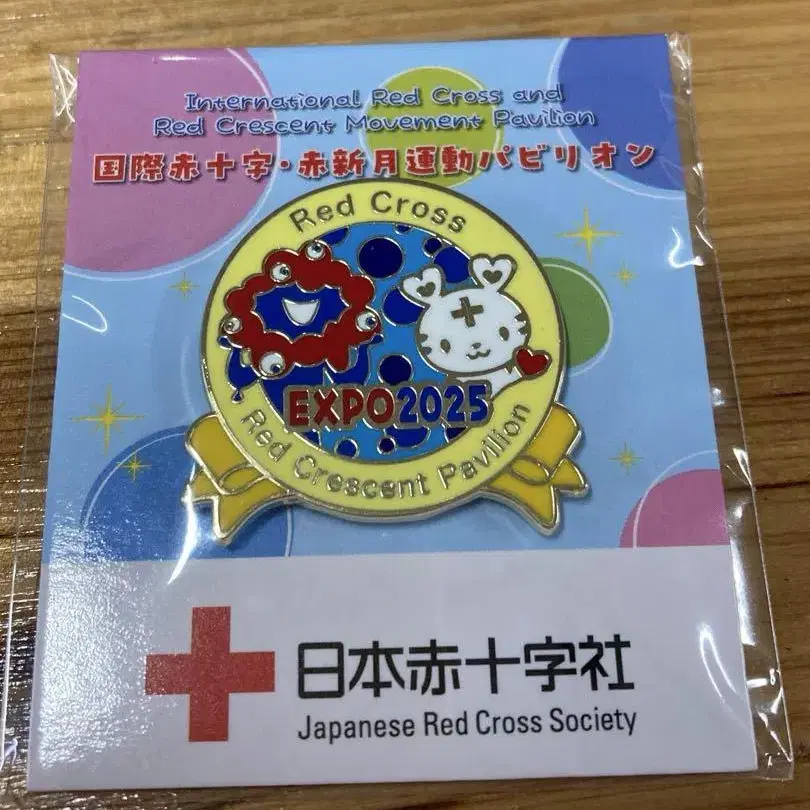 International Red Cross and
Red Crescent Movement Pavilion
国際赤十字・赤新月運動パビリオン
Red Cross
EXPO2025
Red Crescent Pavilion
日本赤十字社
Japanese Red Cross Society